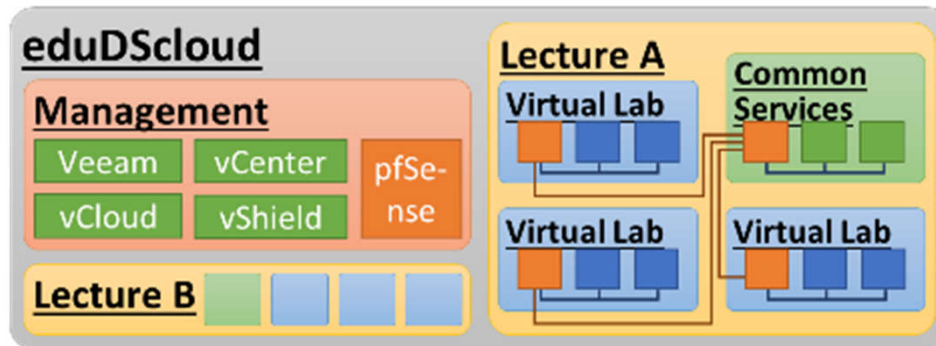 eduDScloud
Management
Veeam
vCenter
pfSe-
nse
vCloud
vShield
Lecture B
Lecture A
Virtual Lab
Common
Services
Virtual Lab
Virtual Lab